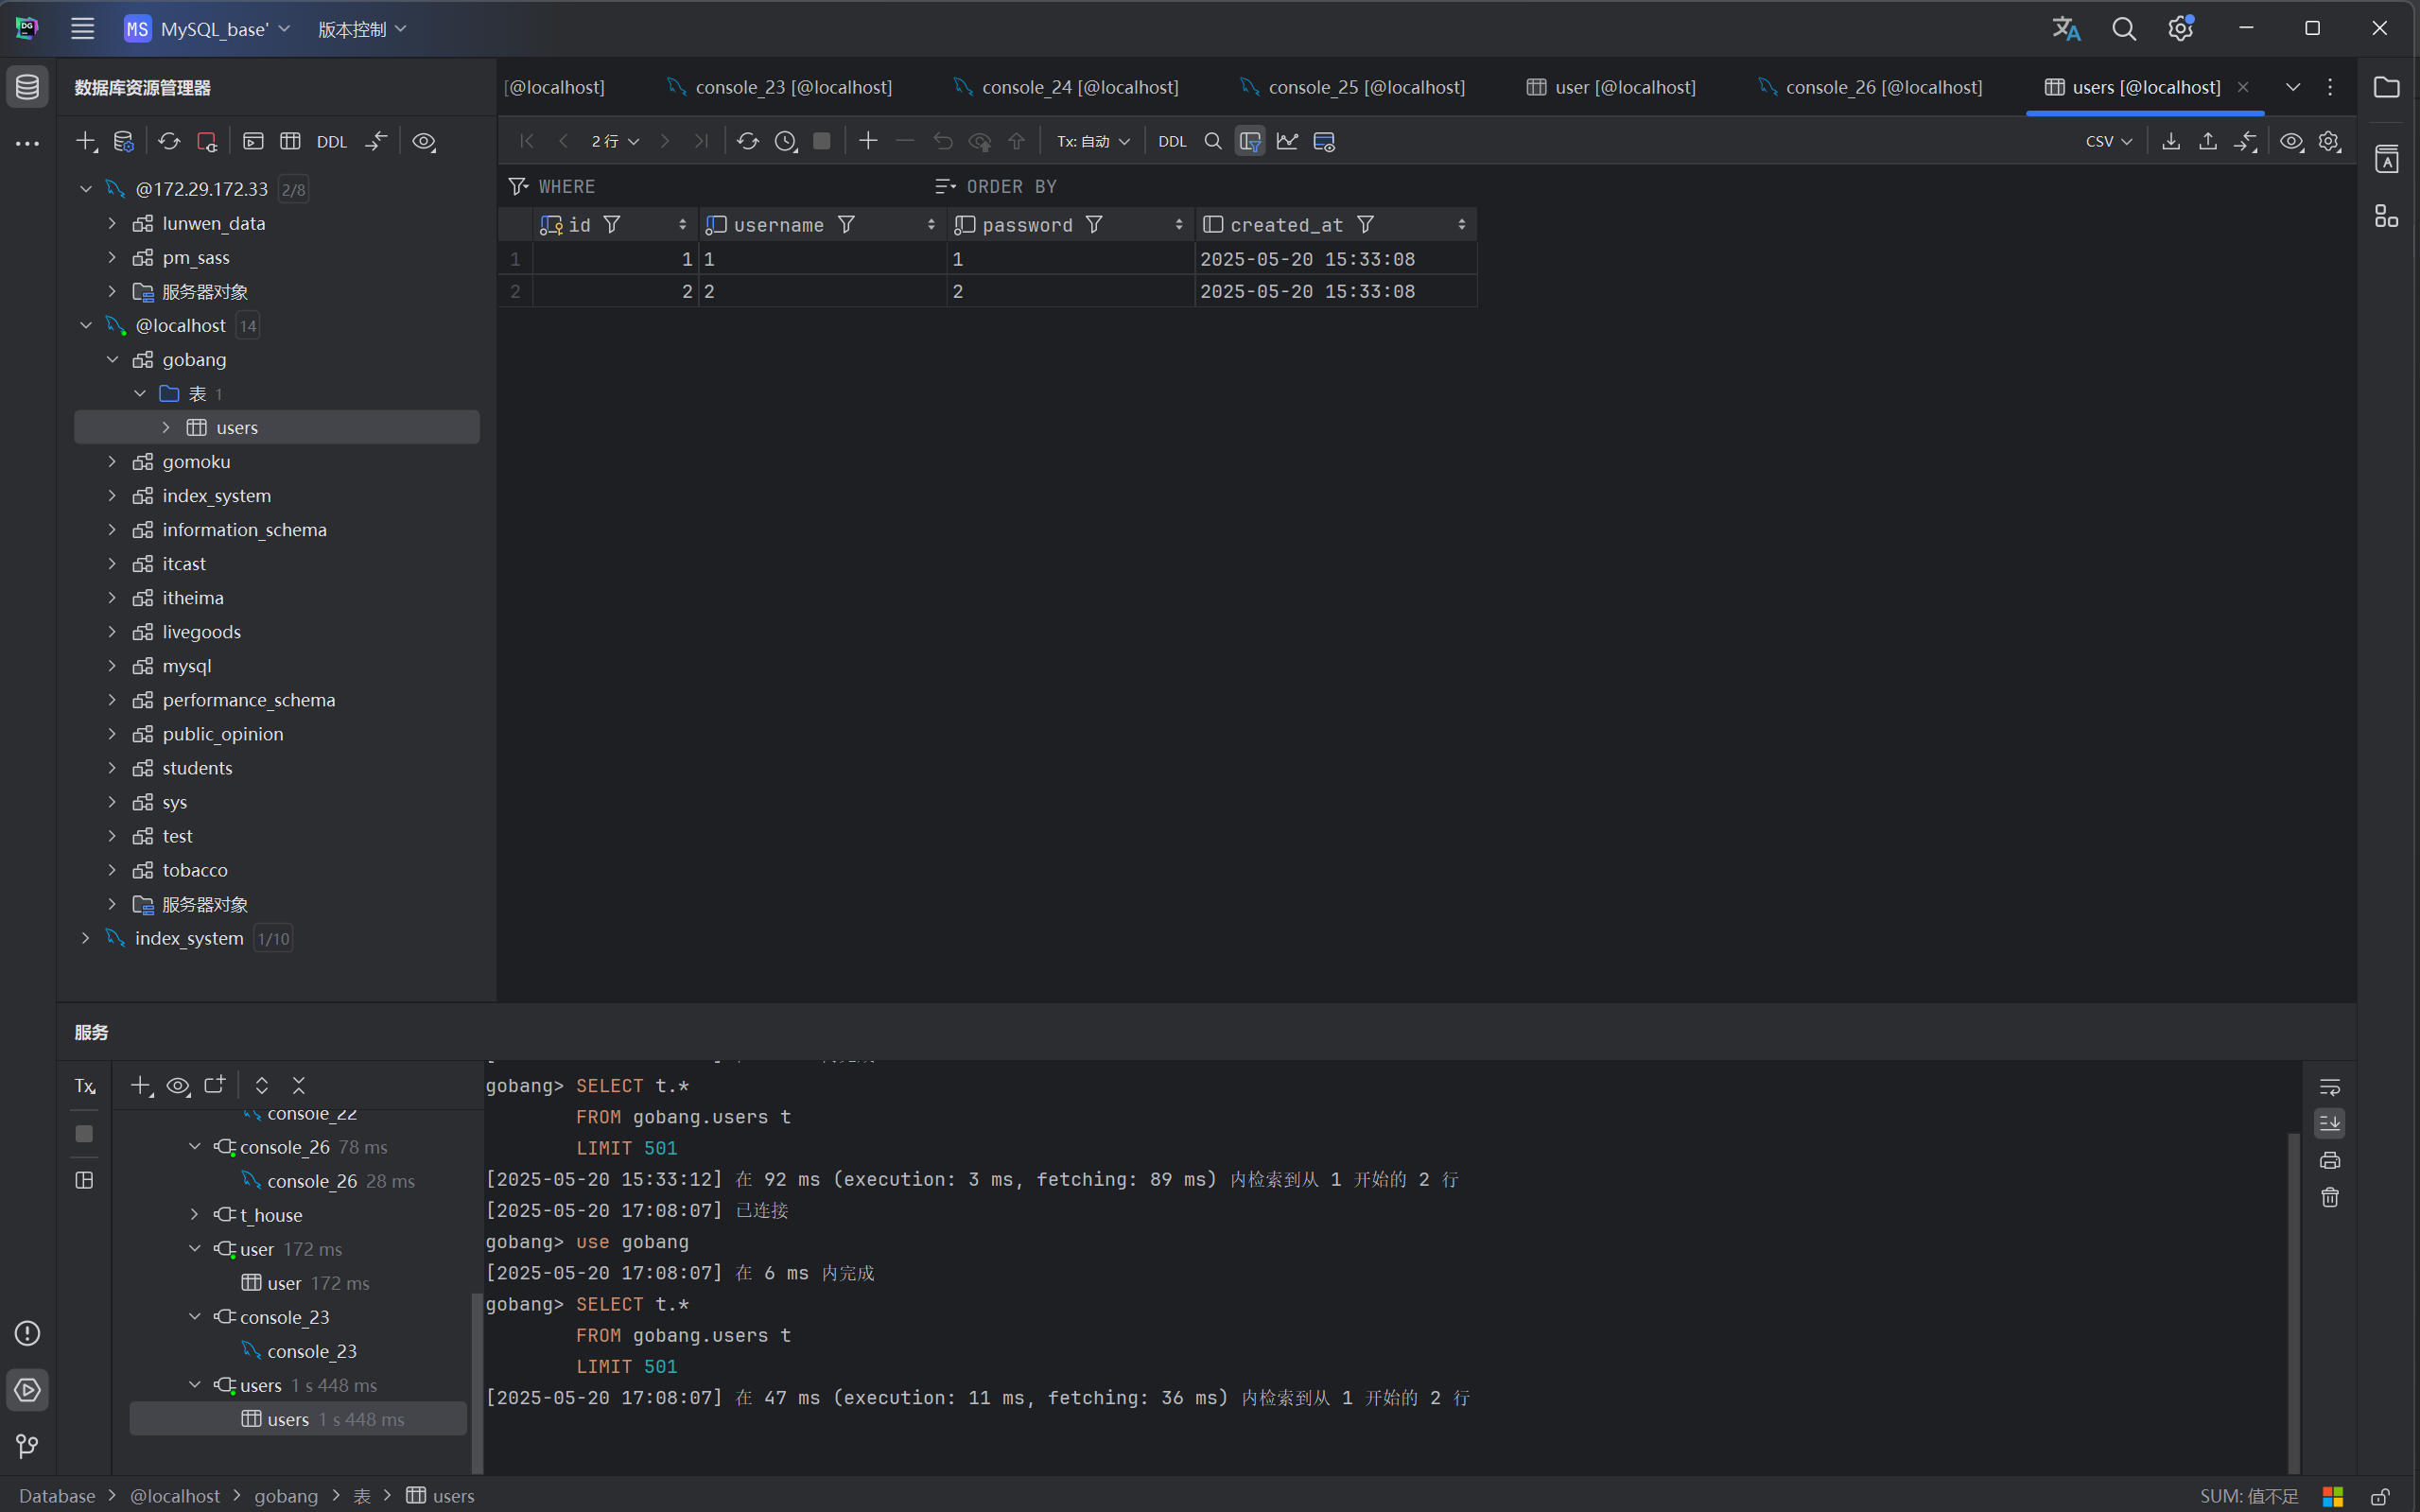 MS MySQL_base' 版本控制
数据库资源管理器
[@localhost] console_23 [@localhost] console_24 [@localhost] console_25 [@localhost] user [@localhost] console_26 [@localhost] users [@localhost]
DDL
2 行 Tx: 自动 DDL CSV
WHERE ORDER BY
id username password created_at
1 1 1 1 2025-05-20 15:33:08
2 2 2 2 2025-05-20 15:33:08
@172.29.172.33 2/8
lunwen_data
pm_sass
服务器对象
@localhost 14
gobang
表 1
users
gomoku
index_system
information_schema
itcast
itheima
livegoods
mysql
performance_schema
public_opinion
students
sys
test
tobacco
服务器对象
index_system 1/10
服务
Tx
console_22
console_26 78 ms
console_26 28 ms
t_house
user 172 ms
user 172 ms
console_23
console_23
users 1 s 448 ms
users 1 s 448 ms
gobang> SELECT t.*
FROM gobang.users t
LIMIT 501
[2025-05-20 15:33:12] 在 92 ms (execution: 3 ms, fetching: 89 ms) 内检索到从 1 开始的 2 行
[2025-05-20 17:08:07] 已连接
gobang> use gobang
[2025-05-20 17:08:07] 在 6 ms 内完成
gobang> SELECT t.*
FROM gobang.users t
LIMIT 501
[2025-05-20 17:08:07] 在 47 ms (execution: 11 ms, fetching: 36 ms) 内检索到从 1 开始的 2 行
Database > @localhost > gobang > 表 > users
SUM: 值不足